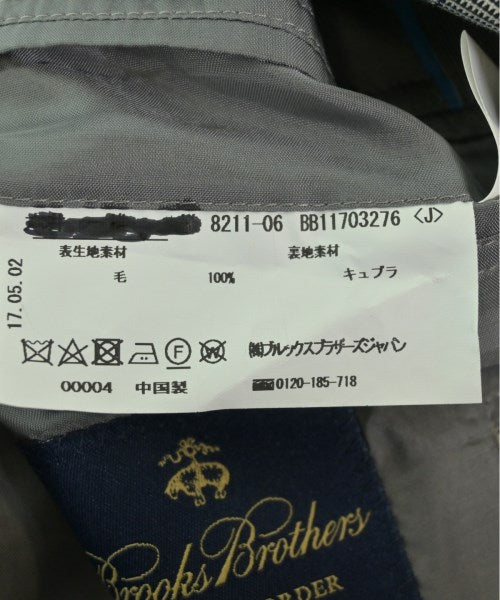 8211-06 BB11703276 <J>
表生地素材 裏地素材
毛 100% キュプラ
17.05.02
F
㈱ブルックスブラザーズジャパン
00004 中国製 0120-185-718
Brooks Brothers
ORDER